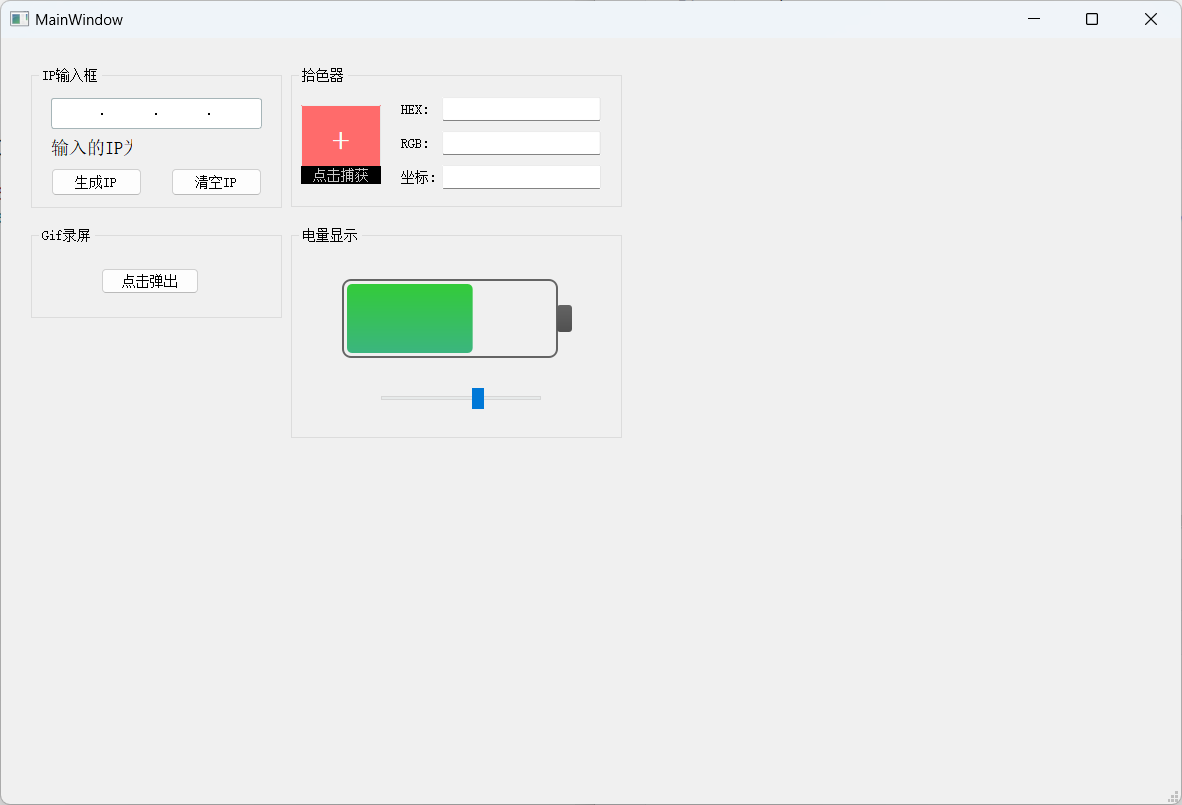 MainWindow
IP输入框
. . .
输入的IP为
生成IP 清空IP
拾色器
+
点击捕获
HEX:
RGB:
坐标:
Gif录屏
点击弹出
电量显示